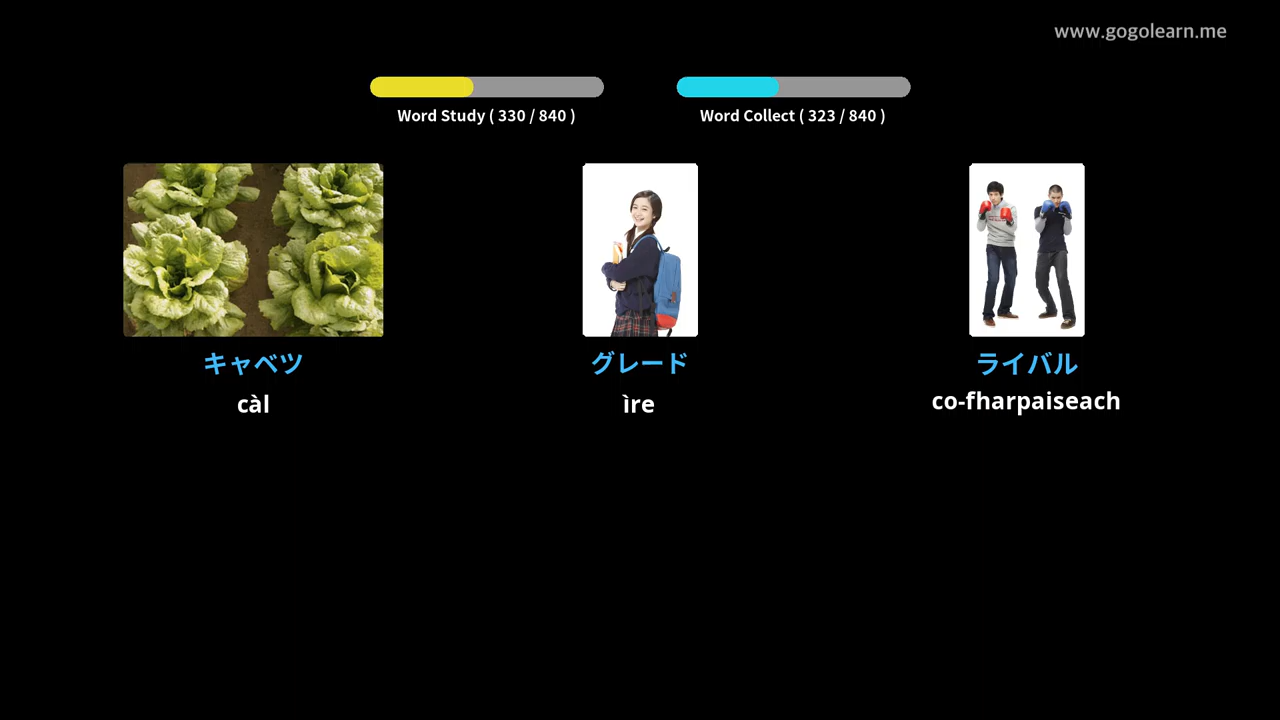 www.gogolearn.me
Word Study ( 330 / 840 )
Word Collect ( 323 / 840 )
キャベツ
グレード
ライバル
càl
ìre
co-fharpaiseach